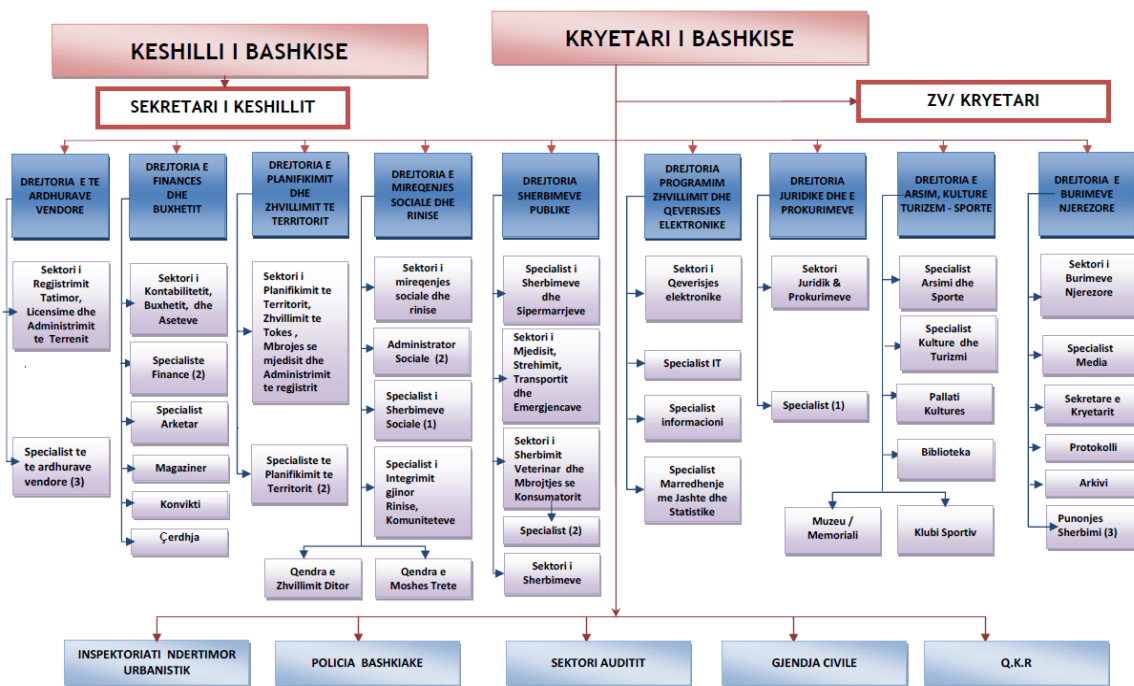 KESHILLI I BASHKISE
KRYETARI I BASHKISE
SEKRETARI I KESHILLIT
ZV/ KRYETARI
DREJTORIA E TE
ARDHURAVE
VENDORE
DREJTORIA E
FINANCES
DHE
BUXHETIT
DREJTORIA E
PLANIFIKIMIT
DHE
ZHVILLIMIT TE
TERRITORIT
DREJTORIA E
MIREQENJES
SOCIALE DHE
RINISE
DREJTORIA
SHERBIMEVE
PUBLIKE
DREJTORIA
PROGRAMIM
ZHVILLIMIT DHE
QEVERISJES
ELEKTRONIKE
DREJTORIA
JURIDIKE DHE E
PROKURIMEVE
DREJTORIA E
ARSIM, KULTURE
TURIZEM - SPORTE
DREJTORIA E
BURIMEVE
NJEREZORE
Sektori i
Regjistrimit
Tatimor,
Licensime dhe
Administrimit
te Terrenit
Specialist te
te ardhurave
vendore (3)
Sektori i
Kontabilitetit,
Buxhetit, dhe
Aseteve
Specialiste
Finance (2)
Specialist
Arketar
Magaziner
Konvikti
Çerdhja
Sektori i
Planifikimit te
Territorit,
Zhvillimit te
Tokes ,
Mbrojes se
mjedisit dhe
Administrimit
te regjistrit
Specialiste te
Planifikimit te
Territorit (2)
Sektori i
mireqenjes
sociale dhe
rinise
Administrator
Sociale (2)
Specialist i
Sherbimeve
Sociale (1)
Specialist i
Integrimit
gjinor
Rinise,
Komuniteteve
Qendra e
Zhvillimit Ditor
Qendra e
Moshes Trete
Specialist i
Sherbimeve
dhe
Sipermarrjeve
Sektori i
Mjedisit,
Strehimit,
Transportit
dhe
Emergjencave
Sektori i
Sherbimit
Veterinar dhe
Mbrojtjes se
Konsumatorit
Specialist (2)
Sektori i
Sherbimeve
Sektori i
Qeverisjes
elektronike
Specialist IT
Specialist
informacioni
Specialist
Marredhenje
me Jashte dhe
Statistike
Sektori
Juridik &
Prokurimeve
Specialist (1)
Specialist
Arsimi dhe
Sporte
Specialist
Kulture dhe
Turizmi
Pallati
Kultures
Biblioteka
Muzeu /
Memoriali
Klubi Sportiv
Sektori i
Burimeve
Njerezore
Specialist
Media
Sekretare e
Kryetarit
Protokolli
Arkivi
Punonjes
Sherbimi (3)
INSPEKTORIATI NDERTIMOR
URBANISTIK
POLICIA BASHKIAKE
SEKTORI AUDITIT
GJENDJA CIVILE
Q.K.R